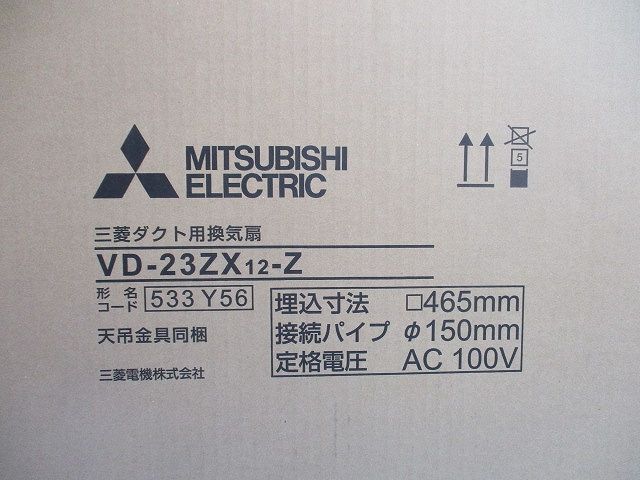 MITSUBISHI
ELECTRIC
5
三菱ダクト用換気扇
VD-23ZX12-Z
形名
コード
533Y56
天吊金具同梱
三菱電機株式会社
埋込寸法 □465mm
接続パイプ φ150mm
定格電圧 AC 100V